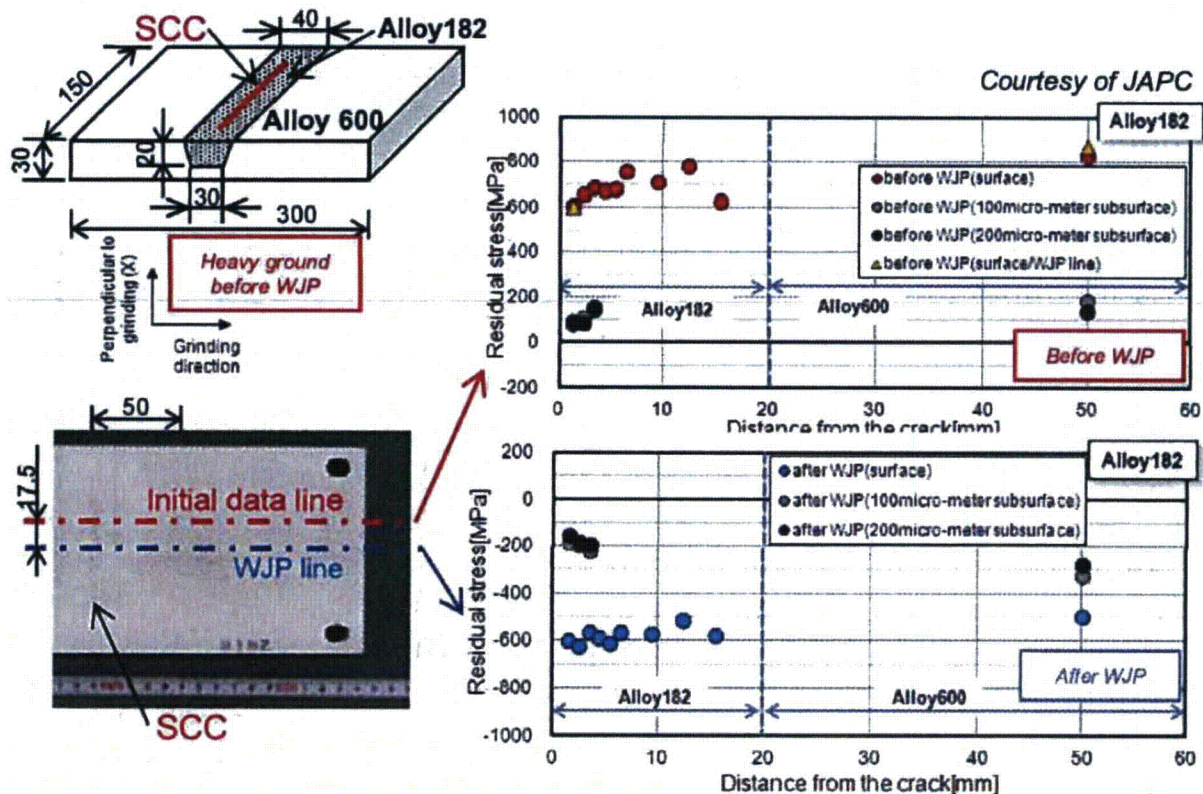 40
SCC
Alloy182
150
Alloy 600
30
20
30
300
Perpendicular to
grinding (X)
Heavy ground
before WJP
Grinding
direction
50
17.5
Initial data line
WJP line
SCC
Courtesy of JAPC
Alloy182
1000
800
600
400
200
0
-200
Residual stress[MPa]
before WJP(surface)
before WJP(100micro-meter subsurface)
before WJP(200micro-meter subsurface)
before WJP(surface/WJP line)
Alloy182
Alloy600
Before WJP
0 10 20 30 40 50 60
Distance from the crack[mm]
Alloy182
200
0
-200
-400
-600
-800
-1000
Residual stress[MPa]
after WJP(surface)
after WJP(100micro-meter subsurface)
after WJP(200micro-meter subsurface)
After WJP
Alloy182
Alloy600
0 10 20 30 40 50 60
Distance from the crack[mm]